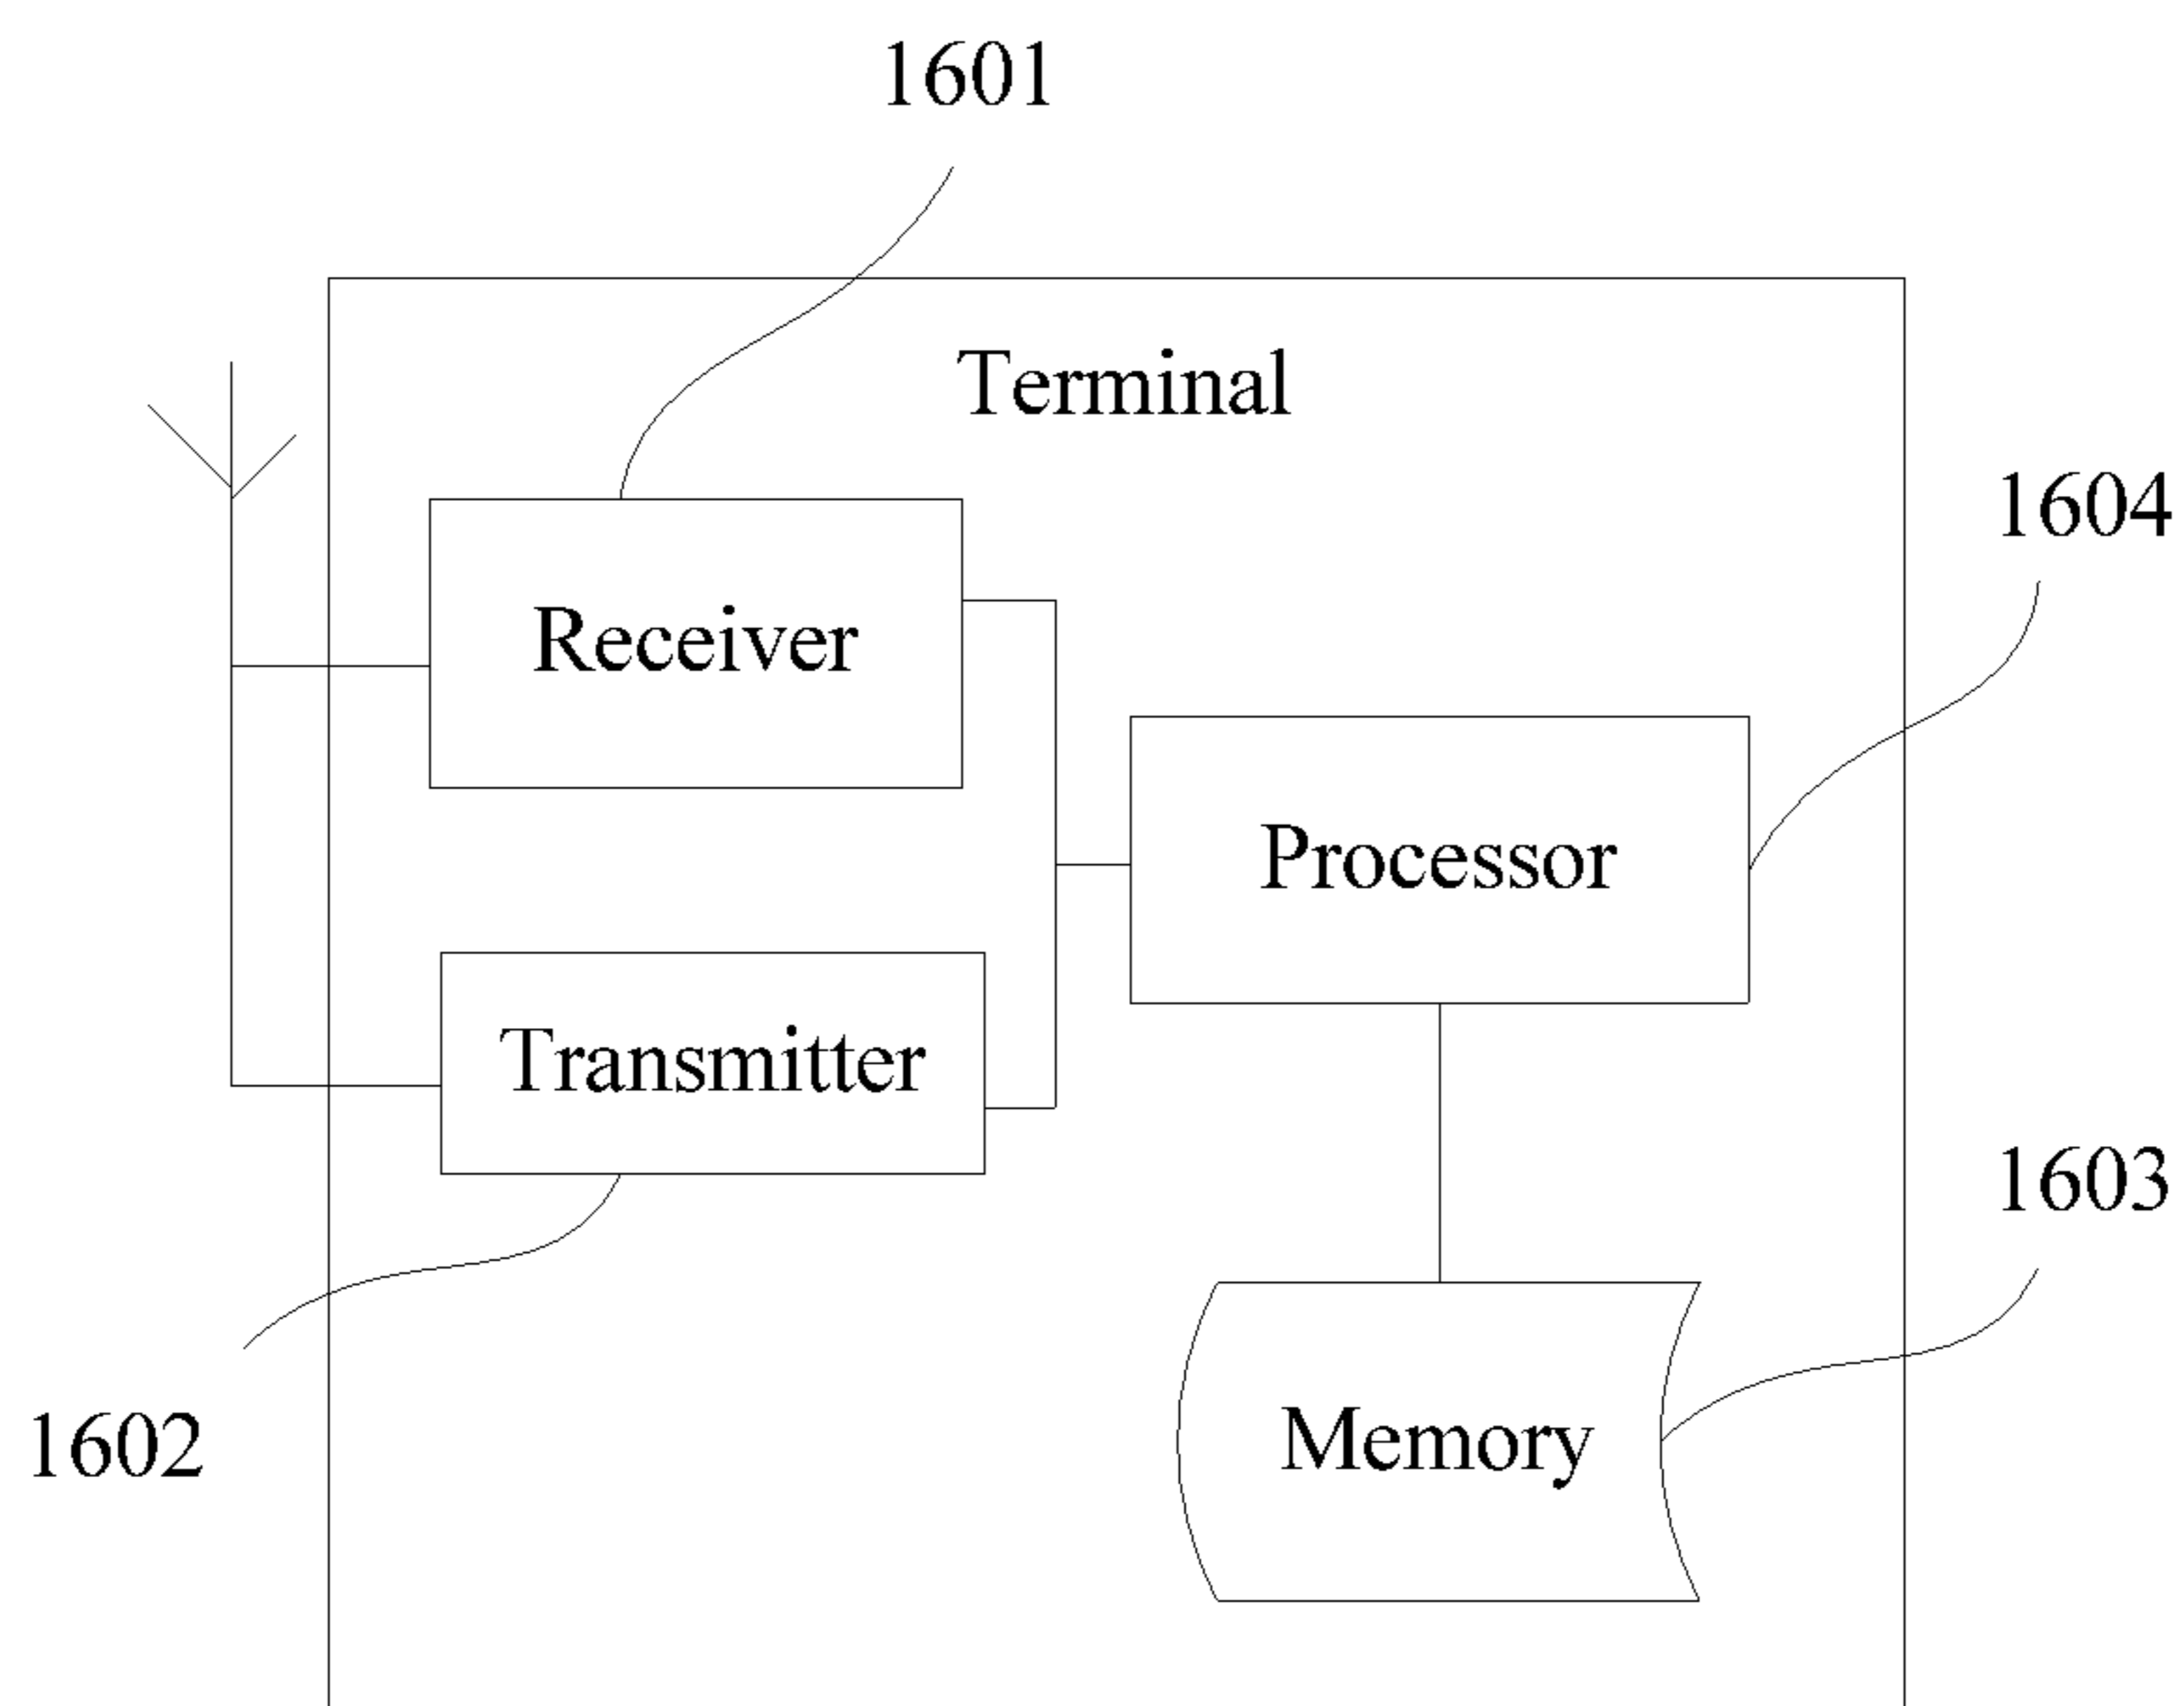 1601
Terminal
1604
Receiver
Processor
Transmitter
1603
Memory
1602